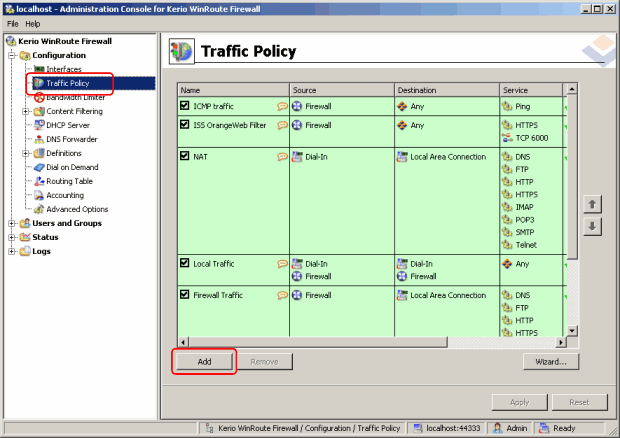 localhost - Administration Console for Kerio WinRoute Firewall
File Help
Kerio WinRoute Firewall
Configuration
Interfaces
Traffic Policy
Bandwidth Limiter
Content Filtering
DHCP Server
DNS Forwarder
Definitions
Dial on Demand
Routing Table
Accounting
Advanced Options
Users and Groups
Status
Logs
Traffic Policy
Name Source Destination Service
ICMP traffic Firewall Any Ping
ISS OrangeWeb Filter Firewall Any HTTPS
TCP 6000
NAT Dial-In Local Area Connection DNS
FTP
HTTP
HTTPS
IMAP
POP3
SMTP
Telnet
Local Traffic Dial-In Dial-In Any
Firewall Firewall
Firewall Traffic Firewall Local Area Connection DNS
FTP
HTTP
HTTPS
Add Remove Wizard...
Apply Reset
Kerio WinRoute Firewall / Configuration / Traffic Policy localhost:44333 Admin Ready